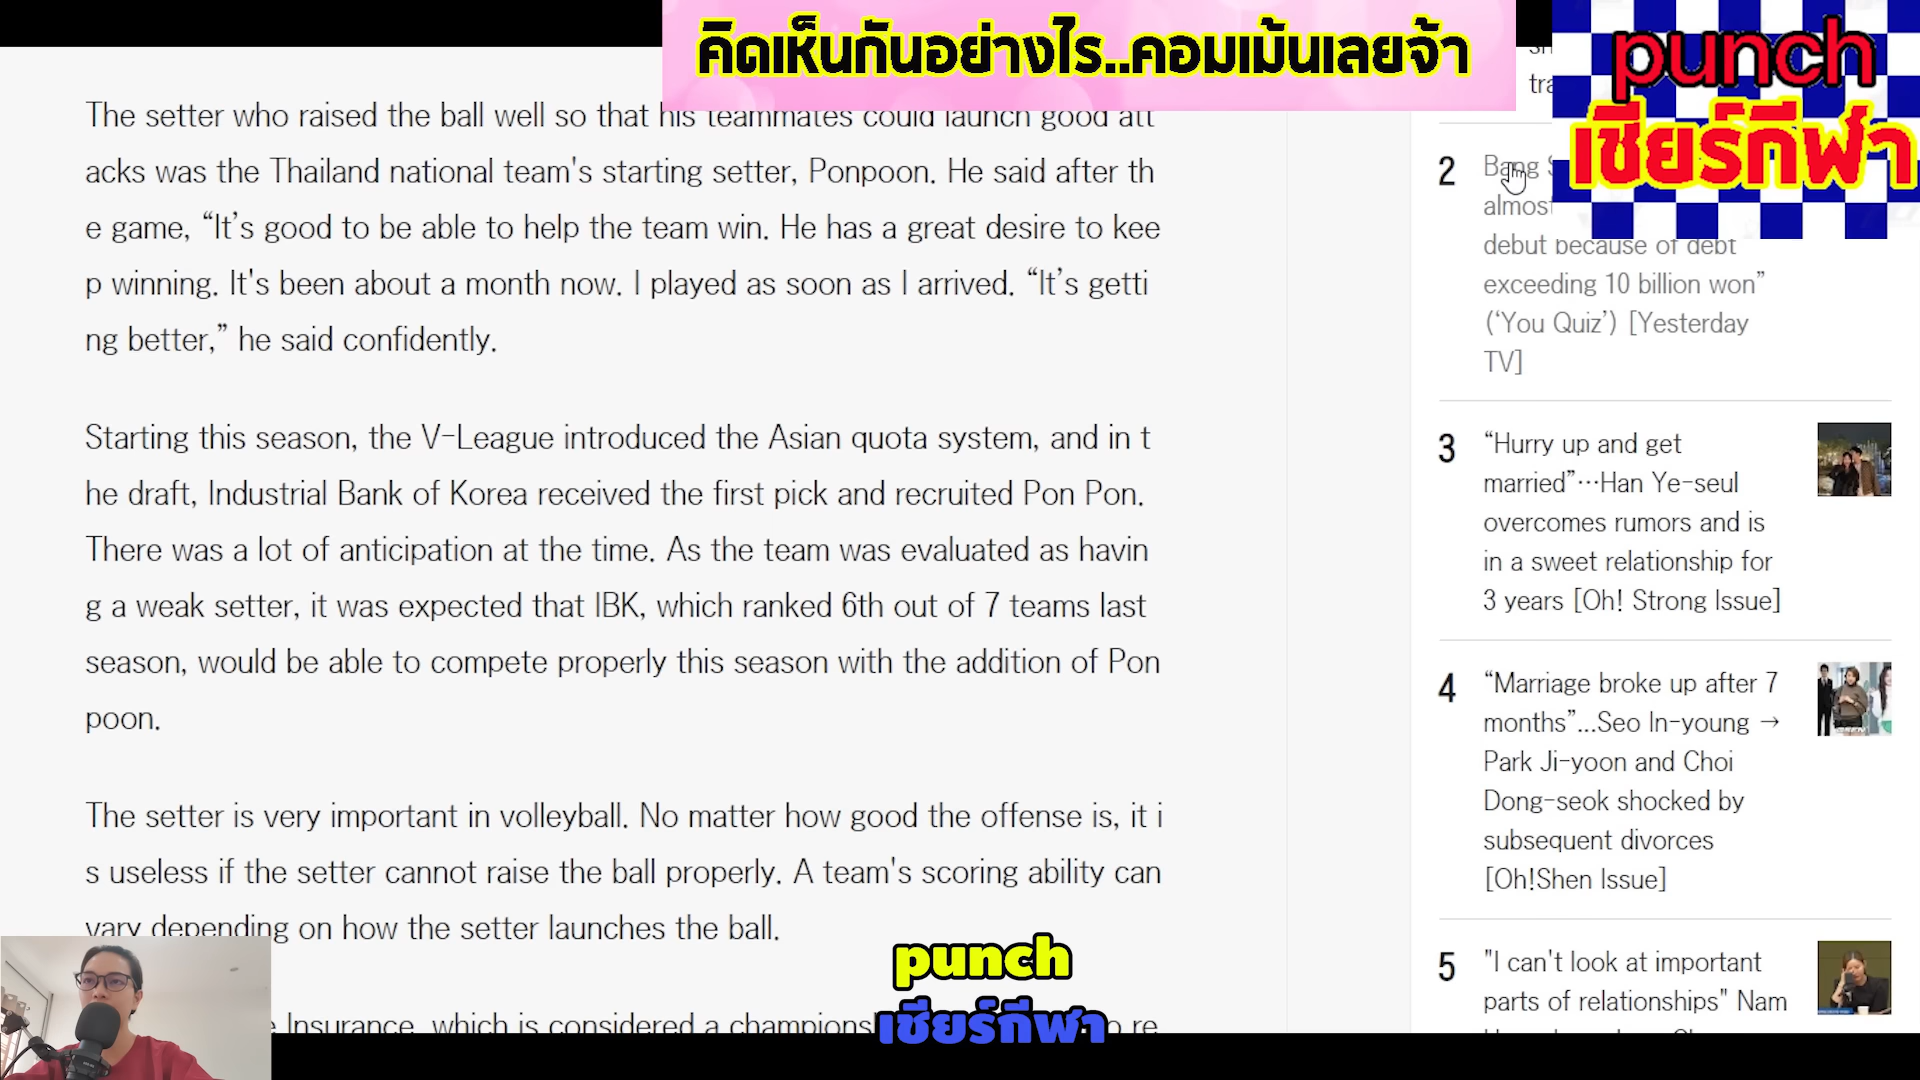 คิดเห็นกันอย่างไร..คอมเม้นเลยจ้า
punch
เชียร์กีฬา
The setter who raised the ball well so that his teammates could launch good att
acks was the Thailand national team's starting setter, Ponpoon. He said after th
e game, “It’s good to be able to help the team win. He has a great desire to kee
p winning. It's been about a month now. I played as soon as I arrived. “It’s getti
ng better,” he said confidently.
Starting this season, the V-League introduced the Asian quota system, and in t
he draft, Industrial Bank of Korea received the first pick and recruited Pon Pon.
There was a lot of anticipation at the time. As the team was evaluated as havin
g a weak setter, it was expected that IBK, which ranked 6th out of 7 teams last
season, would be able to compete properly this season with the addition of Pon
poon.
The setter is very important in volleyball. No matter how good the offense is, it i
s useless if the setter cannot raise the ball properly. A team's scoring ability can
vary depending on how the setter launches the ball.
Insurance, which is considered a
punch
เชียร์กีฬา
2
Bang
almost
debut because of debt
exceeding 10 billion won”
(‘You Quiz’) [Yesterday
TV]
3
“Hurry up and get
married”…Han Ye-seul
overcomes rumors and is
in a sweet relationship for
3 years [Oh! Strong Issue]
4
“Marriage broke up after 7
months”...Seo In-young →
Park Ji-yoon and Choi
Dong-seok shocked by
subsequent divorces
[Oh!Shen Issue]
5
"I can't look at important
parts of relationships" Nam